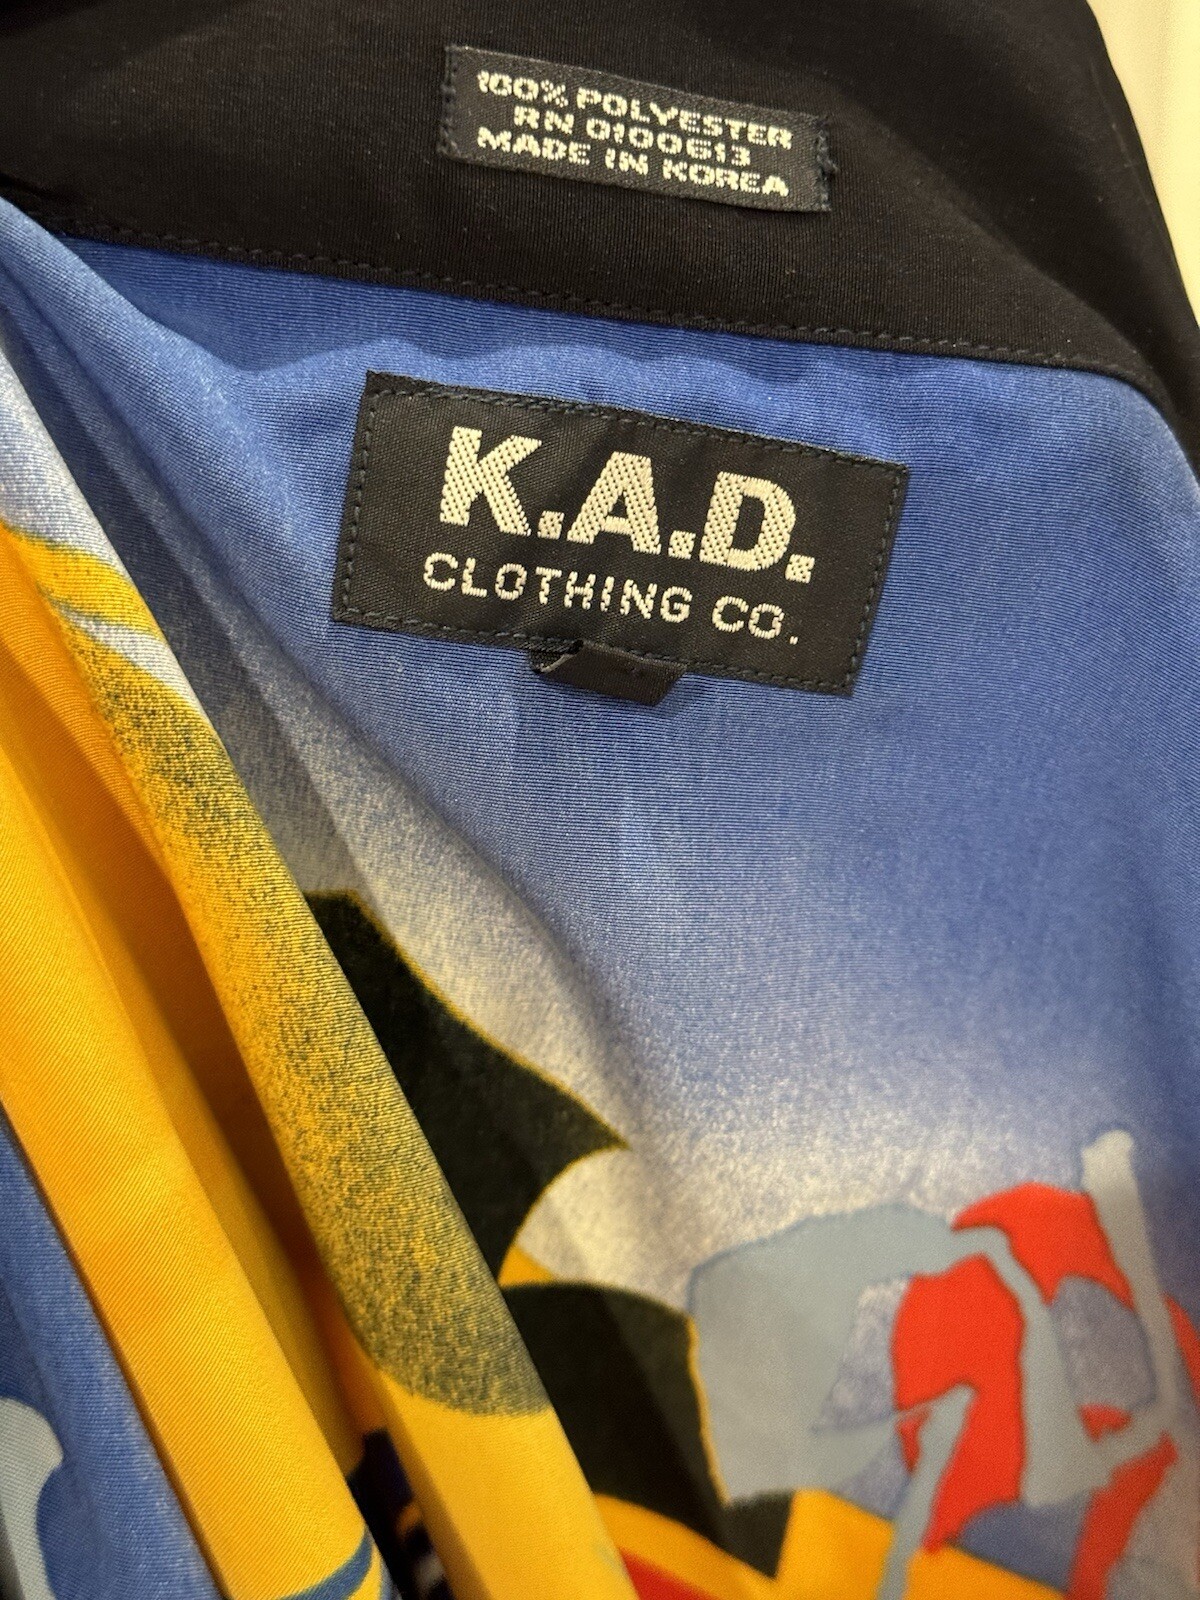 100% POLYESTER
RN 0100613
MADE IN KOREA
K.A.D.
CLOTHING CO.